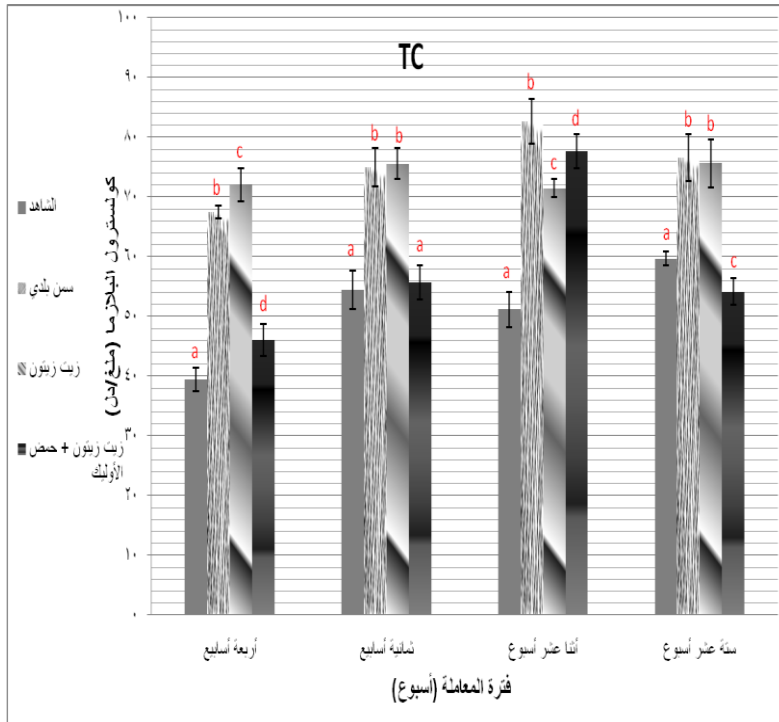 TC
كولسترول البلازما (ملغ/دل)
١٠٠
٩٠
٨٠
٧٠
٦٠
٥٠
٤٠
٣٠
٢٠
١٠
٠
الشاهد
سمن بلدي
زيت زيتون
زيت زيتون + حمض
الأوليك
a b c d
a b b a
a b c d
a b b c
أربعة أسابيع
ثمانية أسابيع
أثنا عشر أسبوع
ستة عشر أسبوع
فترة المعاملة (أسبوع)